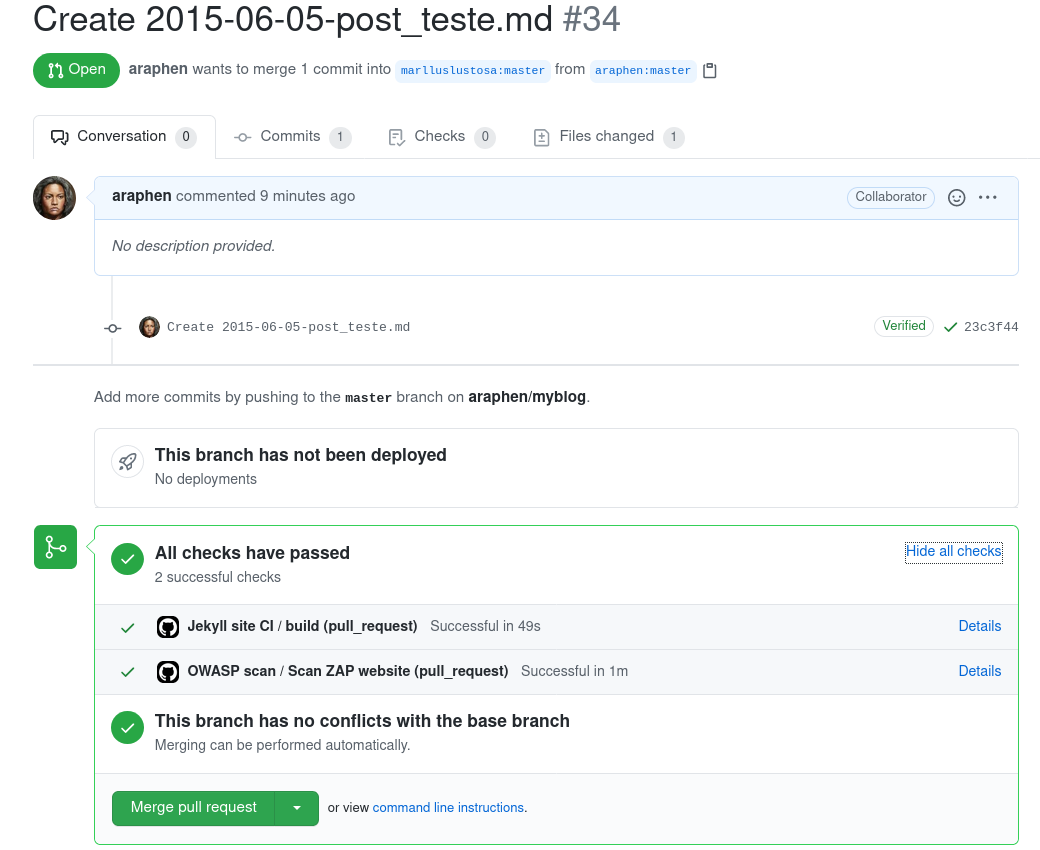 Create 2015-06-05-post_teste.md #34
Open araphen wants to merge 1 commit into marlluslustosa:master from araphen:master
Conversation 0 Commits 1 Checks 0 Files changed 1
araphen commented 9 minutes ago Collaborator
No description provided.
Create 2015-06-05-post_teste.md Verified 23c3f44
Add more commits by pushing to the master branch on araphen/myblog.
This branch has not been deployed
No deployments
All checks have passed Hide all checks
2 successful checks
Jekyll site CI / build (pull_request) Successful in 49s Details
OWASP scan / Scan ZAP website (pull_request) Successful in 1m Details
This branch has no conflicts with the base branch
Merging can be performed automatically.
Merge pull request or view command line instructions.